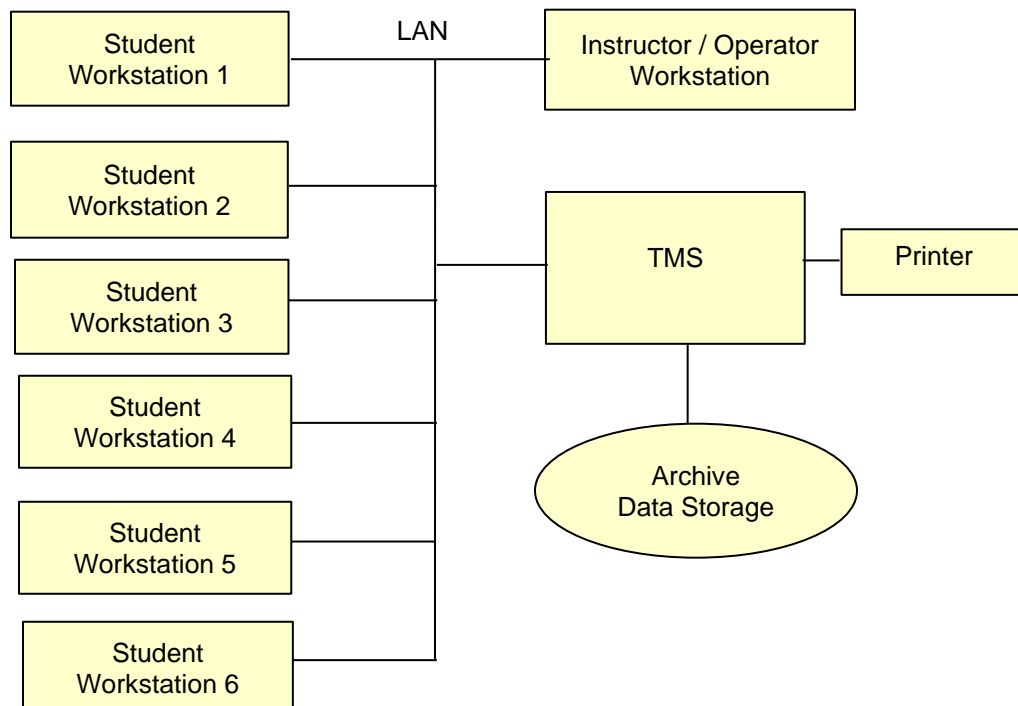 Student
Workstation 1
LAN
Instructor / Operator
Workstation
Student
Workstation 2
TMS
Printer
Student
Workstation 3
Student
Workstation 4
Archive
Data Storage
Student
Workstation 5
Student
Workstation 6